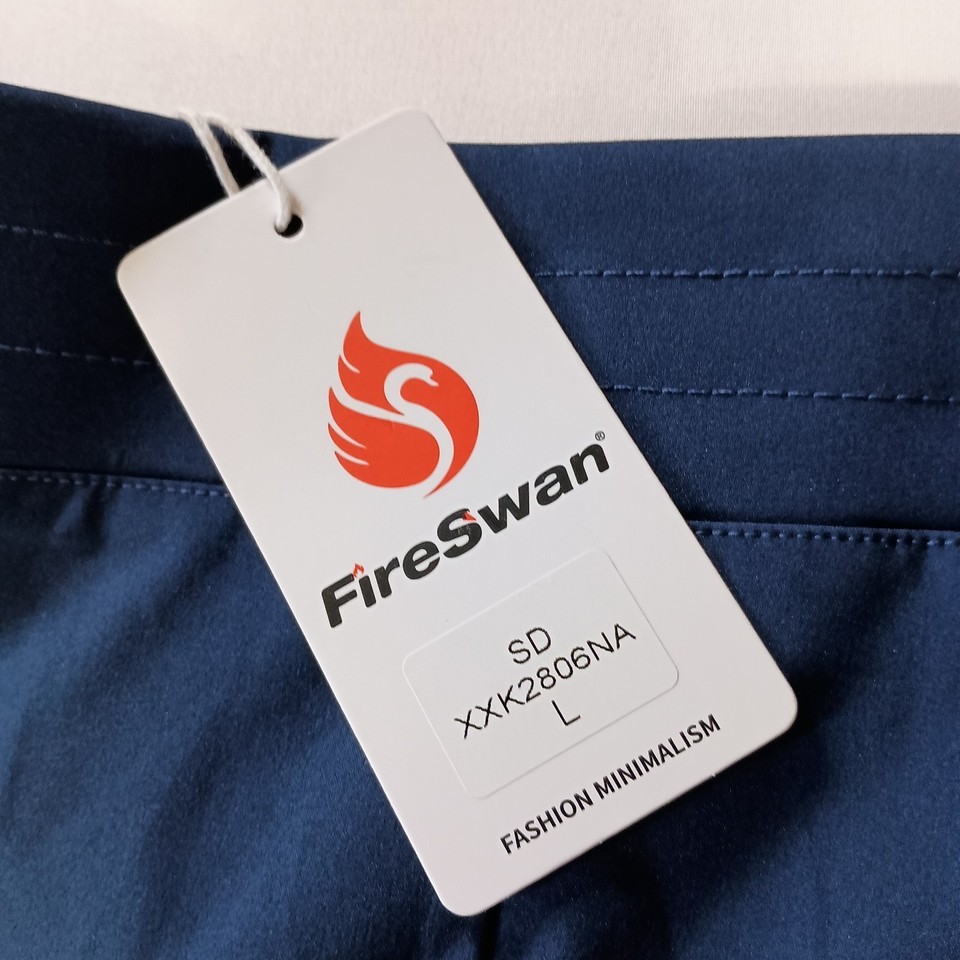 FireSwan®
SD
XXK2806NA
L
FASHION MINIMALISM